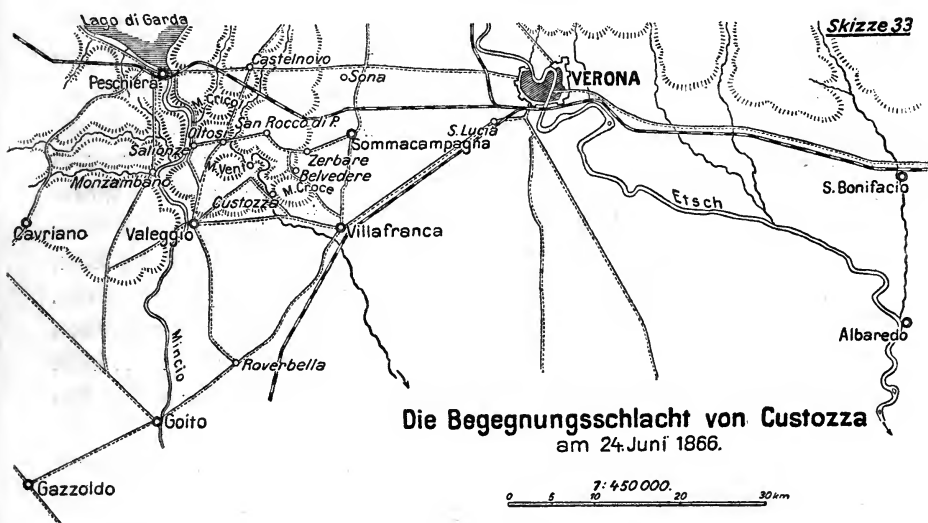 Lago di Garda
Skizze 33
Peschiera
Castelnovo
Sona
VERONA
M. Cricol
San Rocco di P.
S. Lucia
Oltosi
Sommacampagna
Salionze
Zerbare
M. Vento
Belvedere
Monzambano
M. Croce
Custozza
S. Bonifacio
Etsch
Cavriano
Valeggio
Villafranca
Albaredo
Mincio
Roverbella
Goito
Die Begegnungsschlacht von Custozza
am 24. Juni 1866.
Gazzoldo
1:450 000.
0 5 10 20 30 km